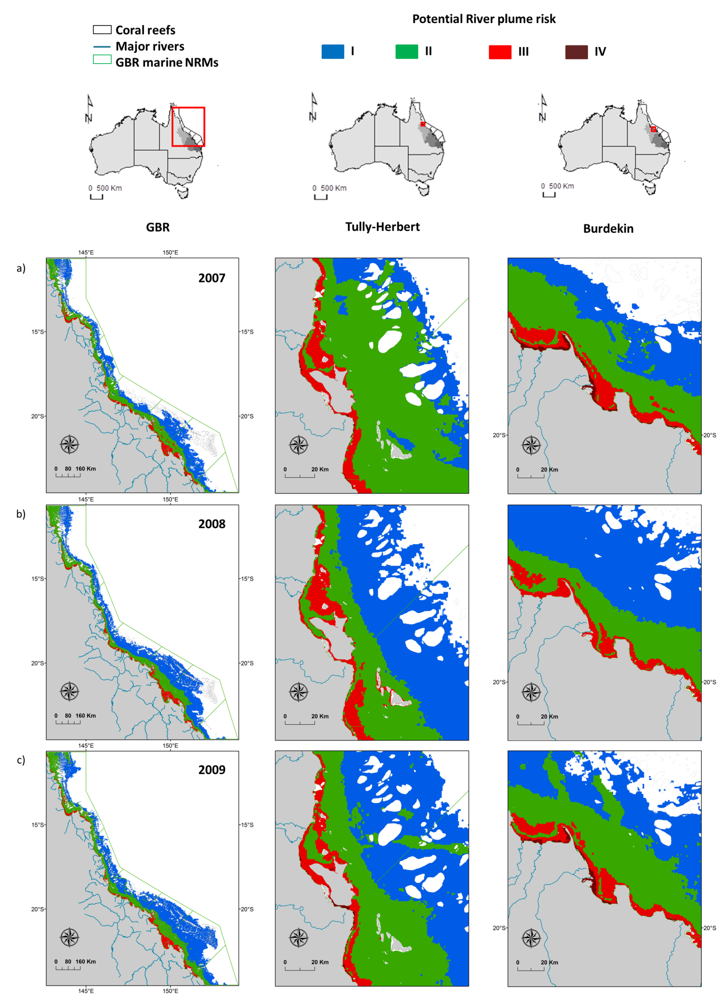 Potential River plume risk
Coral reefs
Major rivers
GBR marine NRMs
I II III IV
N N
0 500 Km 0 500 Km 0 500 Km
GBR Tully-Herbert Burdekin
145°E 150°E
a)
2007
15°S 15°S
20°S 20°S 20°S 20°S
0 80 160 Km 0 20 Km 0 20 Km
145°E 150°E
b)
2008
15°S 15°S
20°S 20°S 20°S 20°S
0 80 160 Km 0 20 Km 0 20 Km
145°E 150°E
c)
2009
15°S 15°S
20°S 20°S 20°S 20°S
0 80 160 Km 0 20 Km 0 20 Km
145°E 150°E